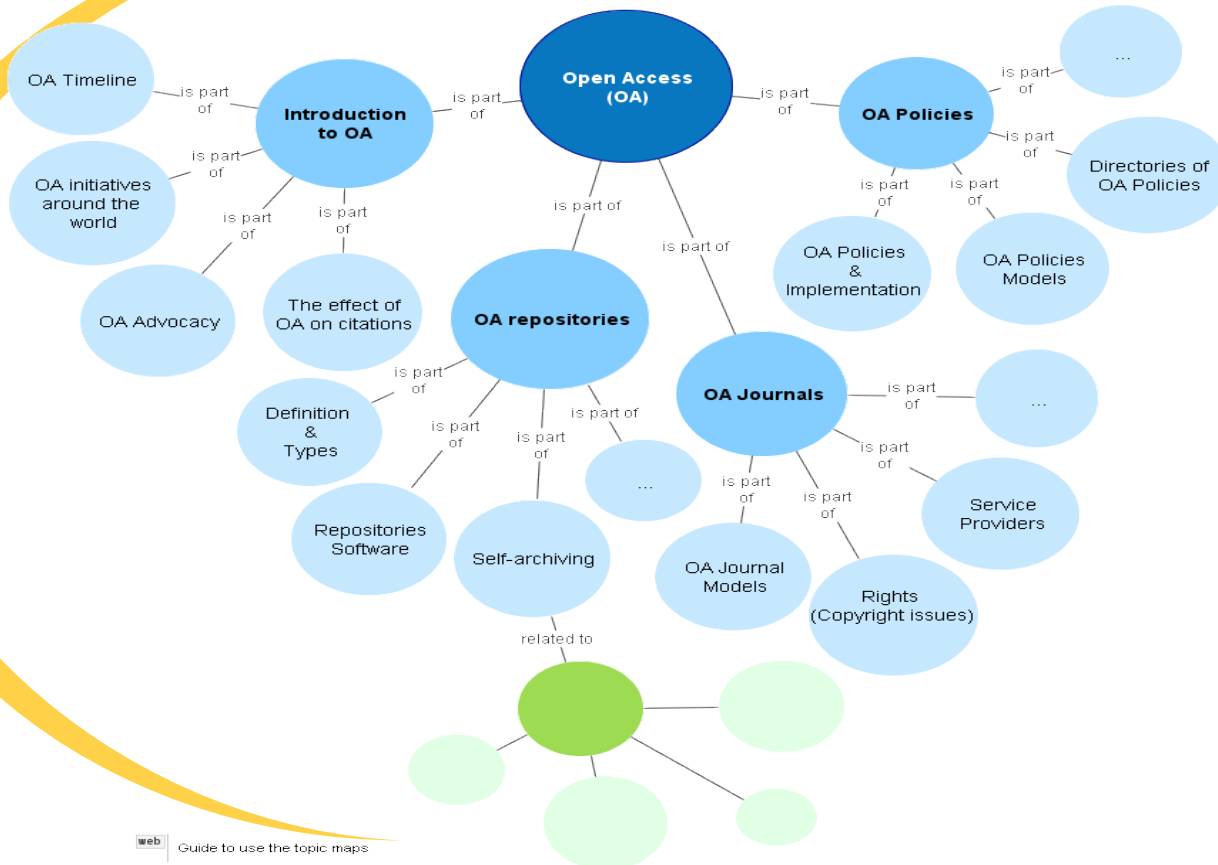 Open Access
(OA)
is part
of
Introduction
to OA
is part
of
OA Timeline
is part
of
OA initiatives
around the
world
is part
of
OA Advocacy
is part
of
The effect of
OA on citations
is part of
OA repositories
is part
of
Definition
&
Types
is part
of
Repositories
Software
is part
of
Self-archiving
is part of
...
related to
is part of
OA Journals
is part
of
OA Journal
Models
is part
of
Rights
(Copyright issues)
is part
of
Service
Providers
is part
of
...
is part
of
OA Policies
is part
of
...
is part
of
Directories of
OA Policies
is part
of
OA Policies
Models
is part
of
OA Policies
&
Implementation
web
Guide to use the topic maps